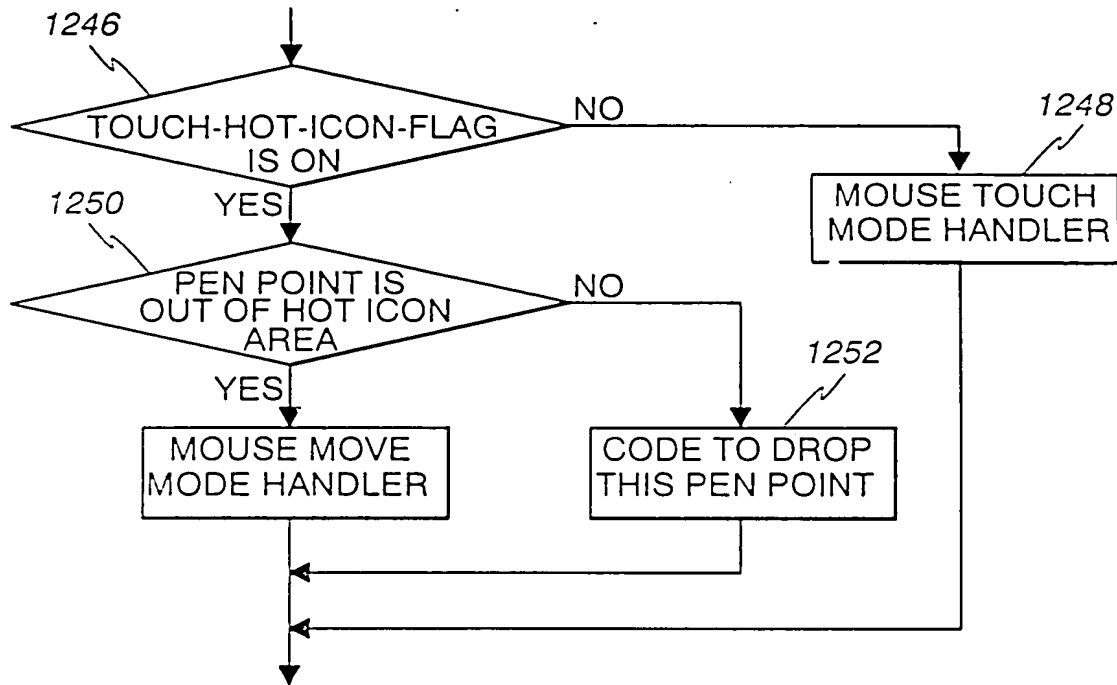 1246
TOUCH-HOT-ICON-FLAG
IS ON
NO
1248
MOUSE TOUCH
MODE HANDLER
YES
1250
PEN POINT IS
OUT OF HOT ICON
AREA
NO
1252
YES
MOUSE MOVE
MODE HANDLER
CODE TO DROP
THIS PEN POINT